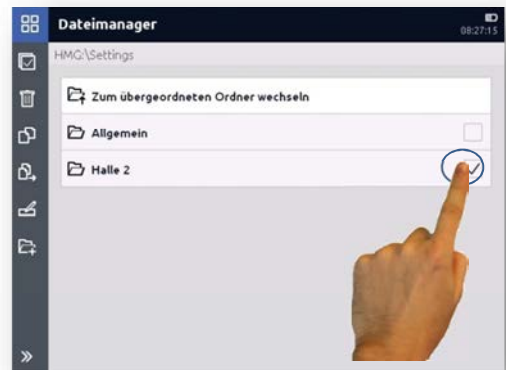 Dateimanager
08:27:15
HMG:\Settings
Zum übergeordneten Ordner wechseln
Allgemein
Halle 2